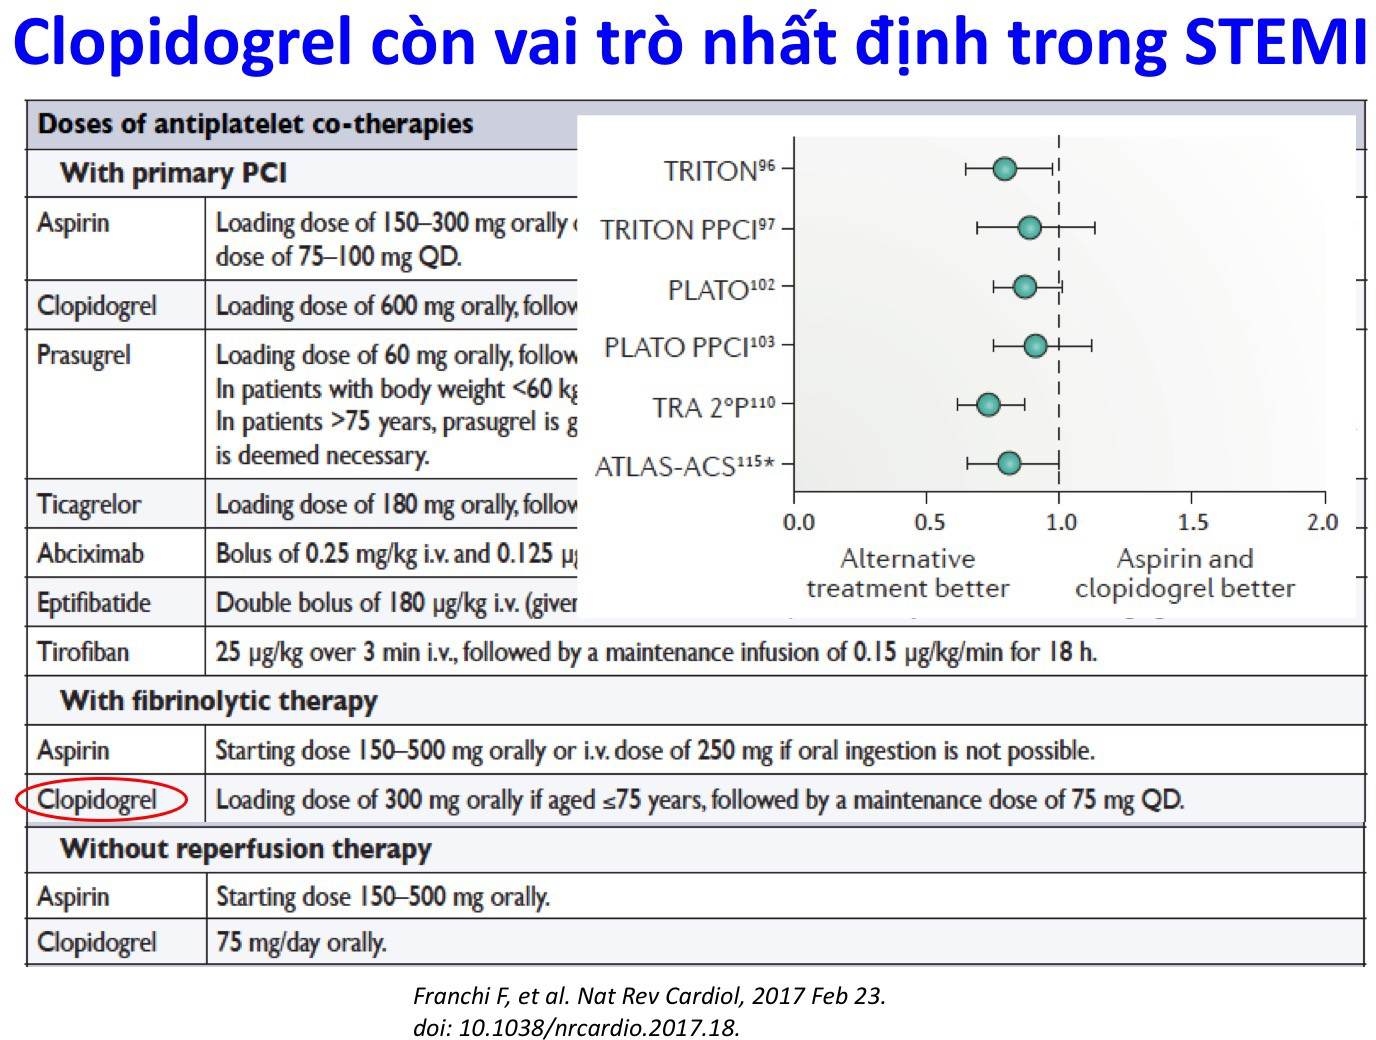 Clopidogrel còn vai trò nhất định trong STEMI
Doses of antiplatelet co-therapies
With primary PCI
Aspirin
Loading dose of 150–300 mg orally
dose of 75–100 mg QD.
Clopidogrel
Loading dose of 600 mg orally,
Prasugrel
Loading dose of 60 mg orally,
In patients with body weight <60
In patients >75 years, prasugrel is
is deemed necessary.
Ticagrelor
Loading dose of 180 mg orally,
Abciximab
Bolus of 0.25 mg/kg i.v. and 0.125
Eptifibatide
Double bolus of 180 µg/kg i.v.
Tirofiban
25 µg/kg over 3 min i.v., followed by a maintenance infusion of 0.15 µg/kg/min for 18 h.
With fibrinolytic therapy
Aspirin
Starting dose 150–500 mg orally or i.v. dose of 250 mg if oral ingestion is not possible.
Clopidogrel
Loading dose of 300 mg orally if aged ≤75 years, followed by a maintenance dose of 75 mg QD.
Without reperfusion therapy
Aspirin
Starting dose 150–500 mg orally.
Clopidogrel
75 mg/day orally.
TRITON⁹⁶
TRITON PPCI⁹⁷
PLATO¹⁰²
PLATO PPCI¹⁰³
TRA 2°P¹¹⁰
ATLAS-ACS¹¹⁵*
0.0 0.5 1.0 1.5 2.0
Alternative
treatment better
Aspirin and
clopidogrel better
Franchi F, et al. Nat Rev Cardiol, 2017 Feb 23.
doi: 10.1038/nrcardio.2017.18.